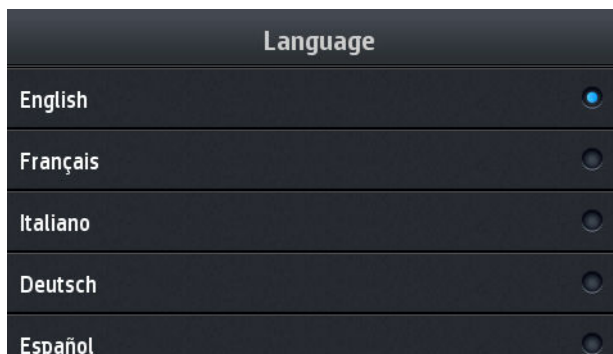 Language
English
Français
Italiano
Deutsch
Español